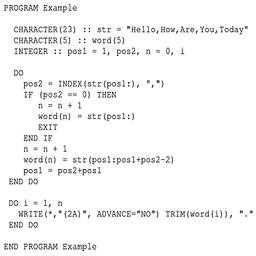 PROGRAM Example

  CHARACTER(23) :: str = "Hello,How,Are,You,Today"
  CHARACTER(5) :: word(5)
  INTEGER :: pos1 = 1, pos2, n = 0, i

  DO
    pos2 = INDEX(str(pos1:), ",")
    IF (pos2 == 0) THEN
       n = n + 1
       word(n) = str(pos1:)
       EXIT
    END IF
    n = n + 1
    word(n) = str(pos1:pos1+pos2-2)
    pos1 = pos2+pos1
 END DO

 DO i = 1, n
   WRITE(*,"(2A)", ADVANCE="NO") TRIM(word(i)), "."
 END DO

END PROGRAM Example